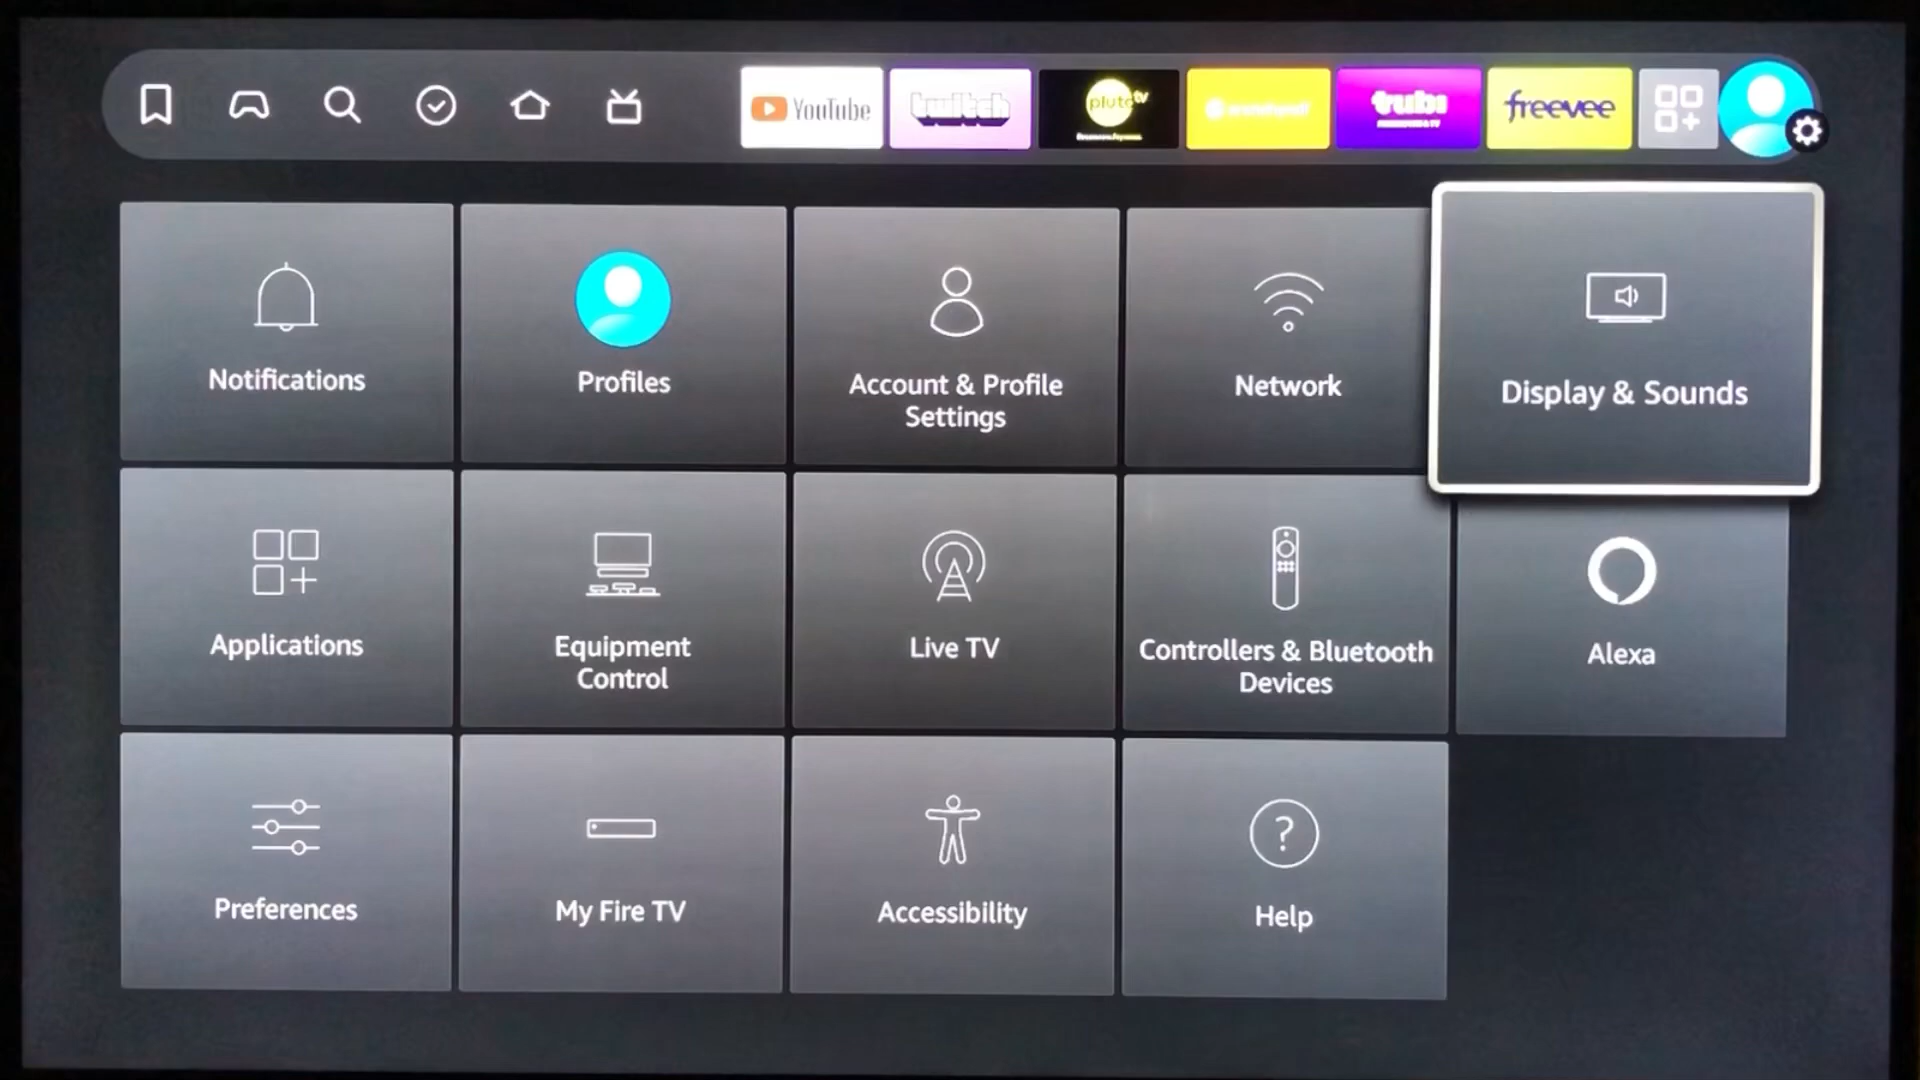 YouTube
twitch
pluto tv
tubi
freevee
Notifications
Profiles
Account & Profile
Settings
Network
Display & Sounds
Applications
Equipment
Control
Live TV
Controllers & Bluetooth
Devices
Alexa
Preferences
My Fire TV
Accessibility
?
Help